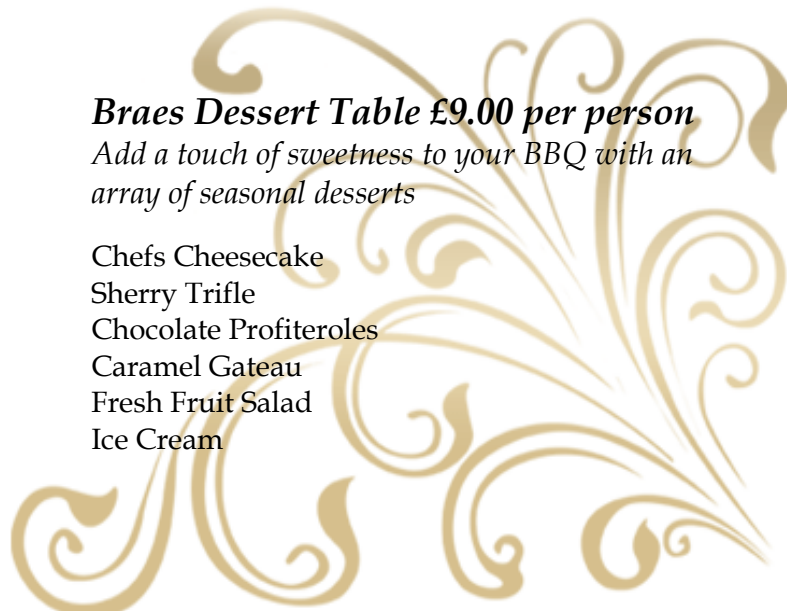 Braes Dessert Table £9.00 per person
Add a touch of sweetness to your BBQ with an
array of seasonal desserts
Chefs Cheesecake
Sherry Trifle
Chocolate Profiteroles
Caramel Gateau
Fresh Fruit Salad
Ice Cream